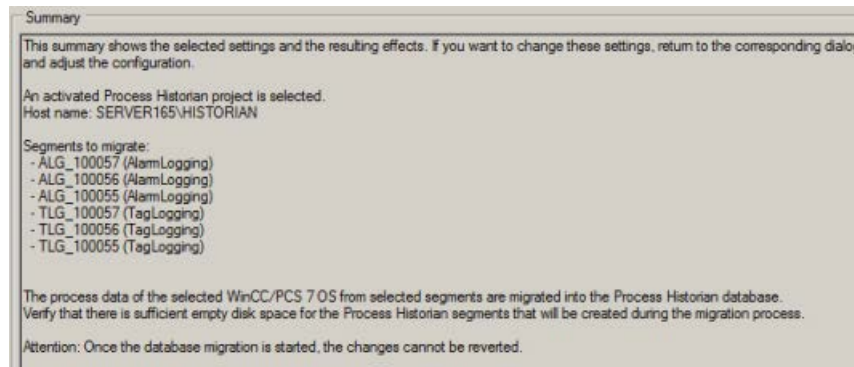 Summary
This summary shows the selected settings and the resulting effects. If you want to change these settings, return to the corresponding dialo
and adjust the configuration.
An activated Process Historian project is selected.
Host name: SERVER165\HISTORIAN
Segments to migrate:
- ALG_100057 (AlarmLogging)
- ALG_100056 (AlarmLogging)
- ALG_100055 (AlarmLogging)
- TLG_100057 (TagLogging)
- TLG_100056 (TagLogging)
- TLG_100055 (TagLogging)
The process data of the selected WinCC/PCS 7 OS from selected segments are migrated into the Process Historian database.
Verify that there is sufficient empty disk space for the Process Historian segments that will be created during the migration process.
Attention: Once the database migration is started, the changes cannot be reverted.